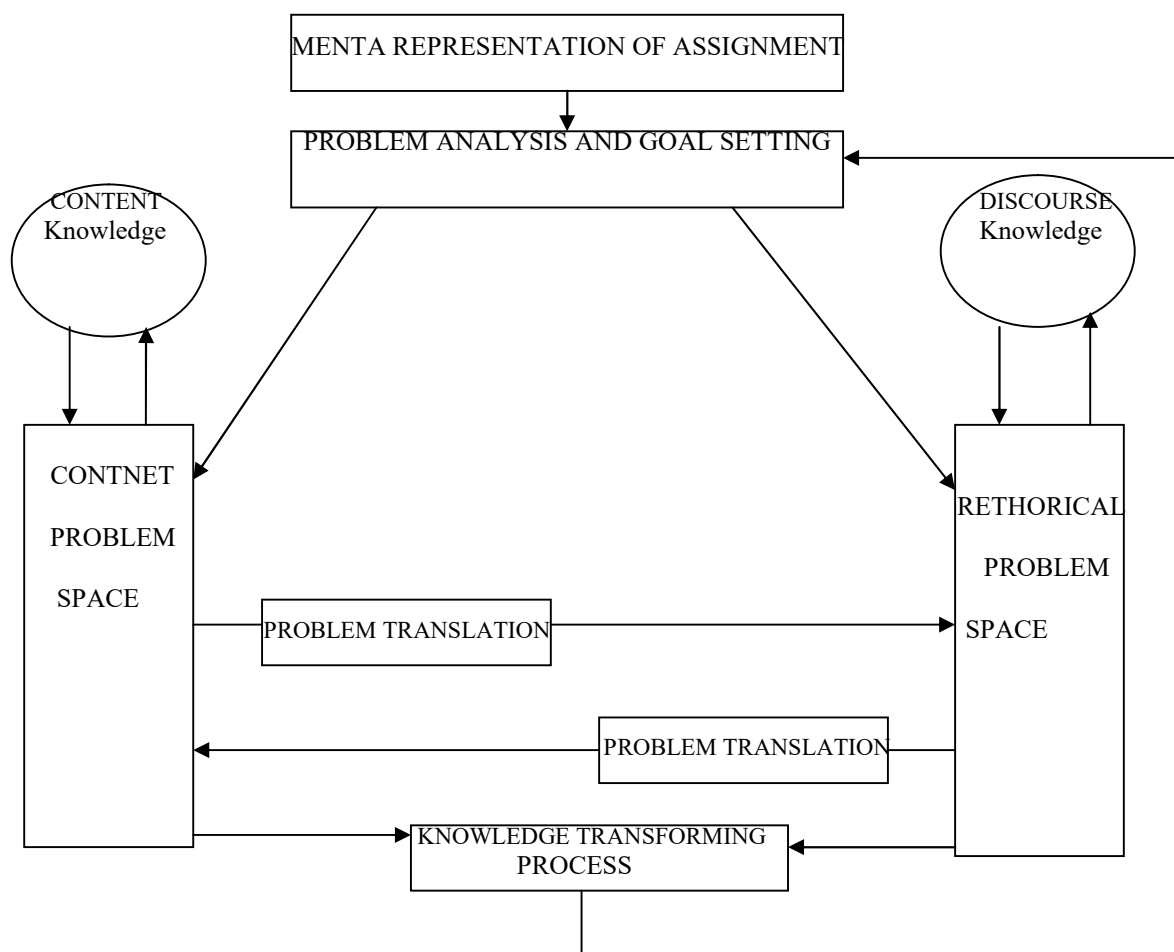 MENTA REPRESENTATION OF ASSIGNMENT
PROBLEM ANALYSIS AND GOAL SETTING
CONTENT
Knowledge
DISCOURSE
Knowledge
CONTNET
PROBLEM
SPACE
RETHORICAL
PROBLEM
SPACE
PROBLEM TRANSLATION
PROBLEM TRANSLATION
KNOWLEDGE TRANSFORMING
PROCESS